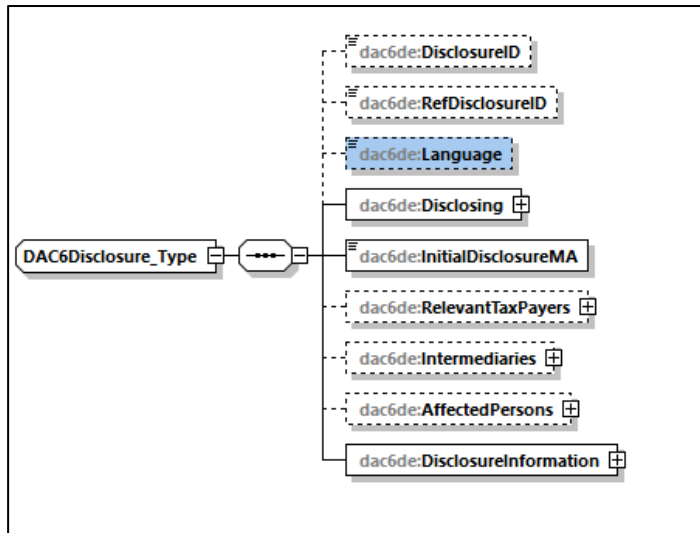 dac6de:DisclosureID
dac6de:RefDisclosureID
dac6de:Language
dac6de:Disclosing
DAC6Disclosure_Type
dac6de:InitialDisclosureMA
dac6de:RelevantTaxPayers
dac6de:Intermediaries
dac6de:AffectedPersons
dac6de:DisclosureInformation